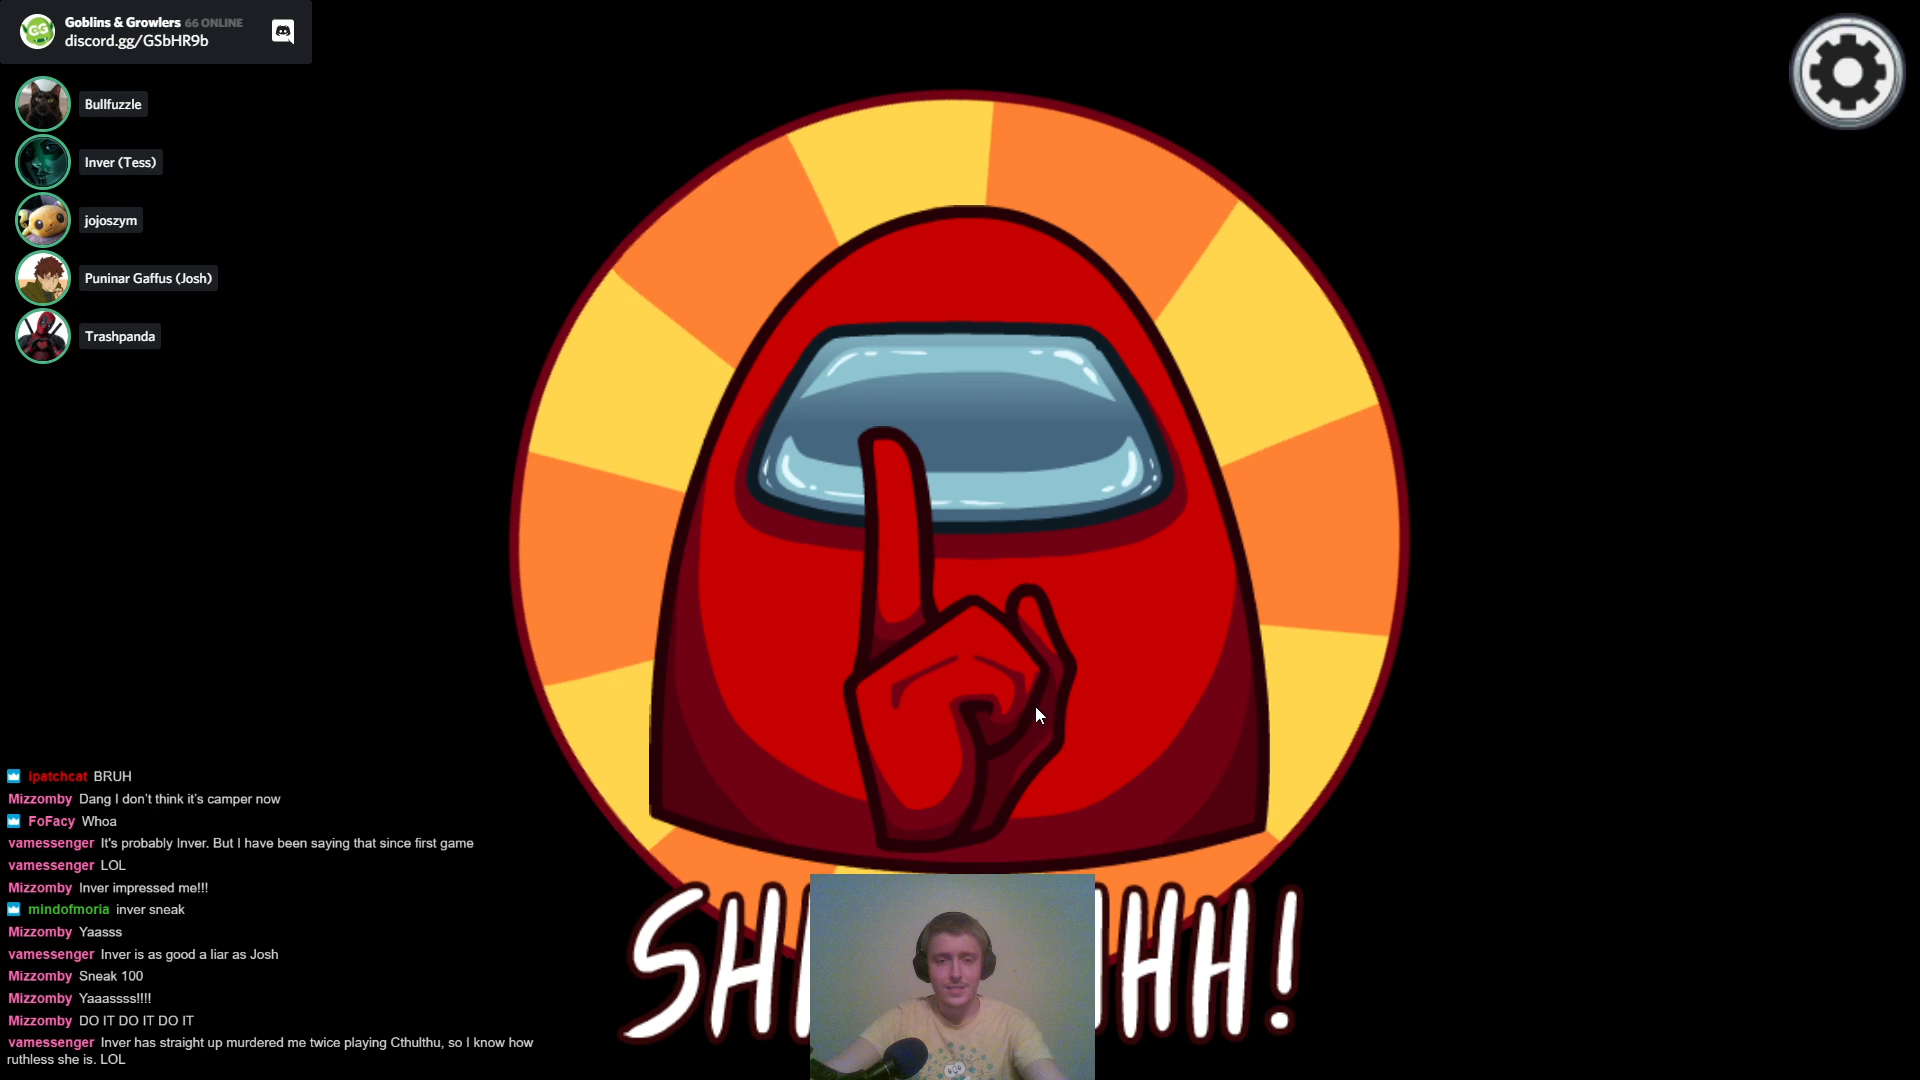 Goblins & Growlers 66 ONLINE
discord.gg/GSbHR9b
Bullfuzzle
Inver (Tess)
jojoszym
Puninar Gaffus (Josh)
Trashpanda
ipatchcat BRUH
Mizzomby Dang I don't think it's camper now
FoFacy Whoa
vamessenger It's probably Inver. But I have been saying that since first game
vamessenger LOL
Mizzomby Inver impressed me!!!
mindofmoria inver sneak
Mizzomby Yaasss
vamessenger Inver is as good a liar as Josh
Mizzomby Sneak 100
Mizzomby Yaaassss!!!!
Mizzomby DO IT DO IT DO IT
vamessenger Inver has straight up murdered me twice playing Cthulthu, so I know how
ruthless she is. LOL